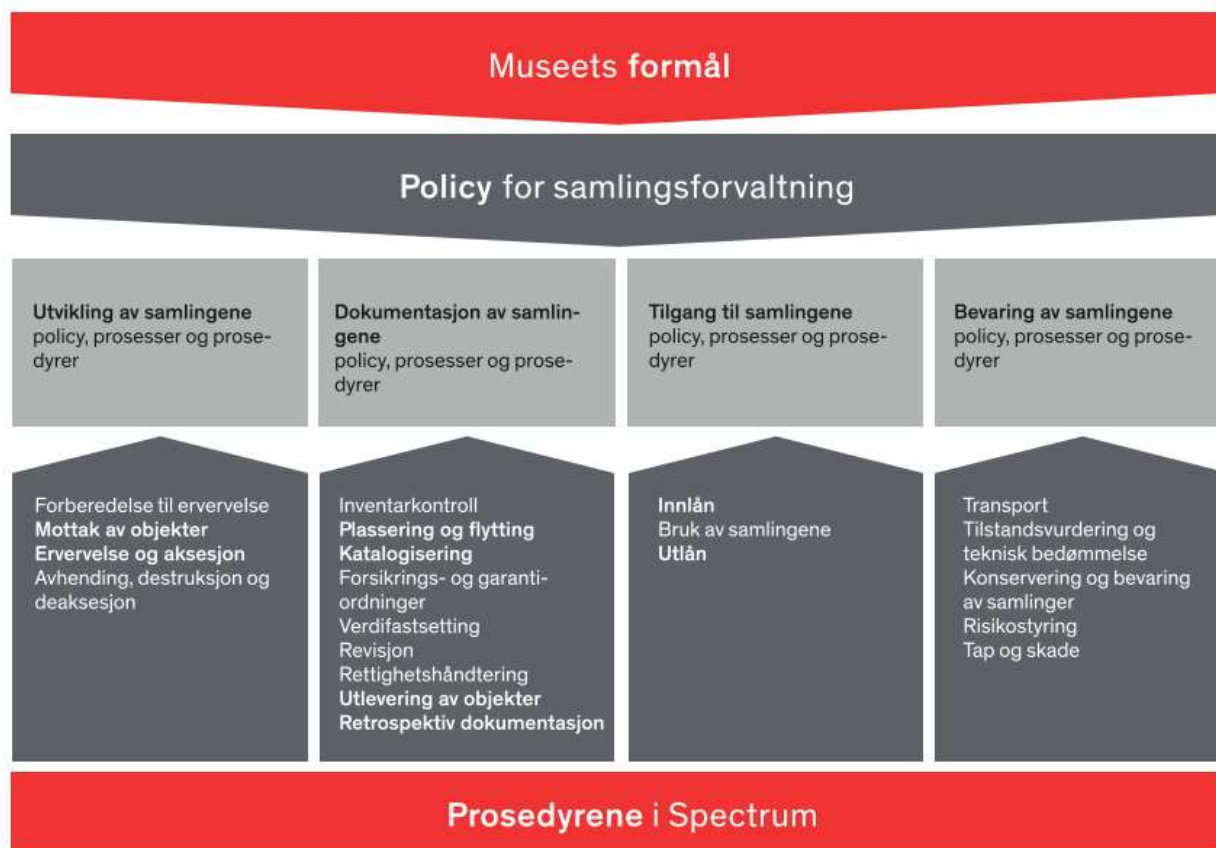 Museets formål
Policy for samlingsforvaltning
Utvikling av samlingene
policy, prosesser og prose-
dyrer
Dokumentasjon av samlin-
gene
policy, prosesser og prose-
dyrer
Tilgang til samlingene
policy, prosesser og prose-
dyrer
Bevaring av samlingene
policy, prosesser og prose-
dyrer
Forberedelse til ervervelse
Mottak av objekter
Ervervelse og aksesjon
Avhending, destruksjon og
deaksesjon
Inventarkontroll
Plassering og flytting
Katalogisering
Forsikrings- og garanti-
ordninger
Verdifastsetting
Revisjon
Rettighetshåndtering
Utlevering av objekter
Retrospektiv dokumentasjon
Innlån
Bruk av samlingene
Utlån
Transport
Tilstandsvurdering og
teknisk bedømmelse
Konservering og bevaring
av samlinger
Risikostyring
Tap og skade
Prosedyrene i Spectrum